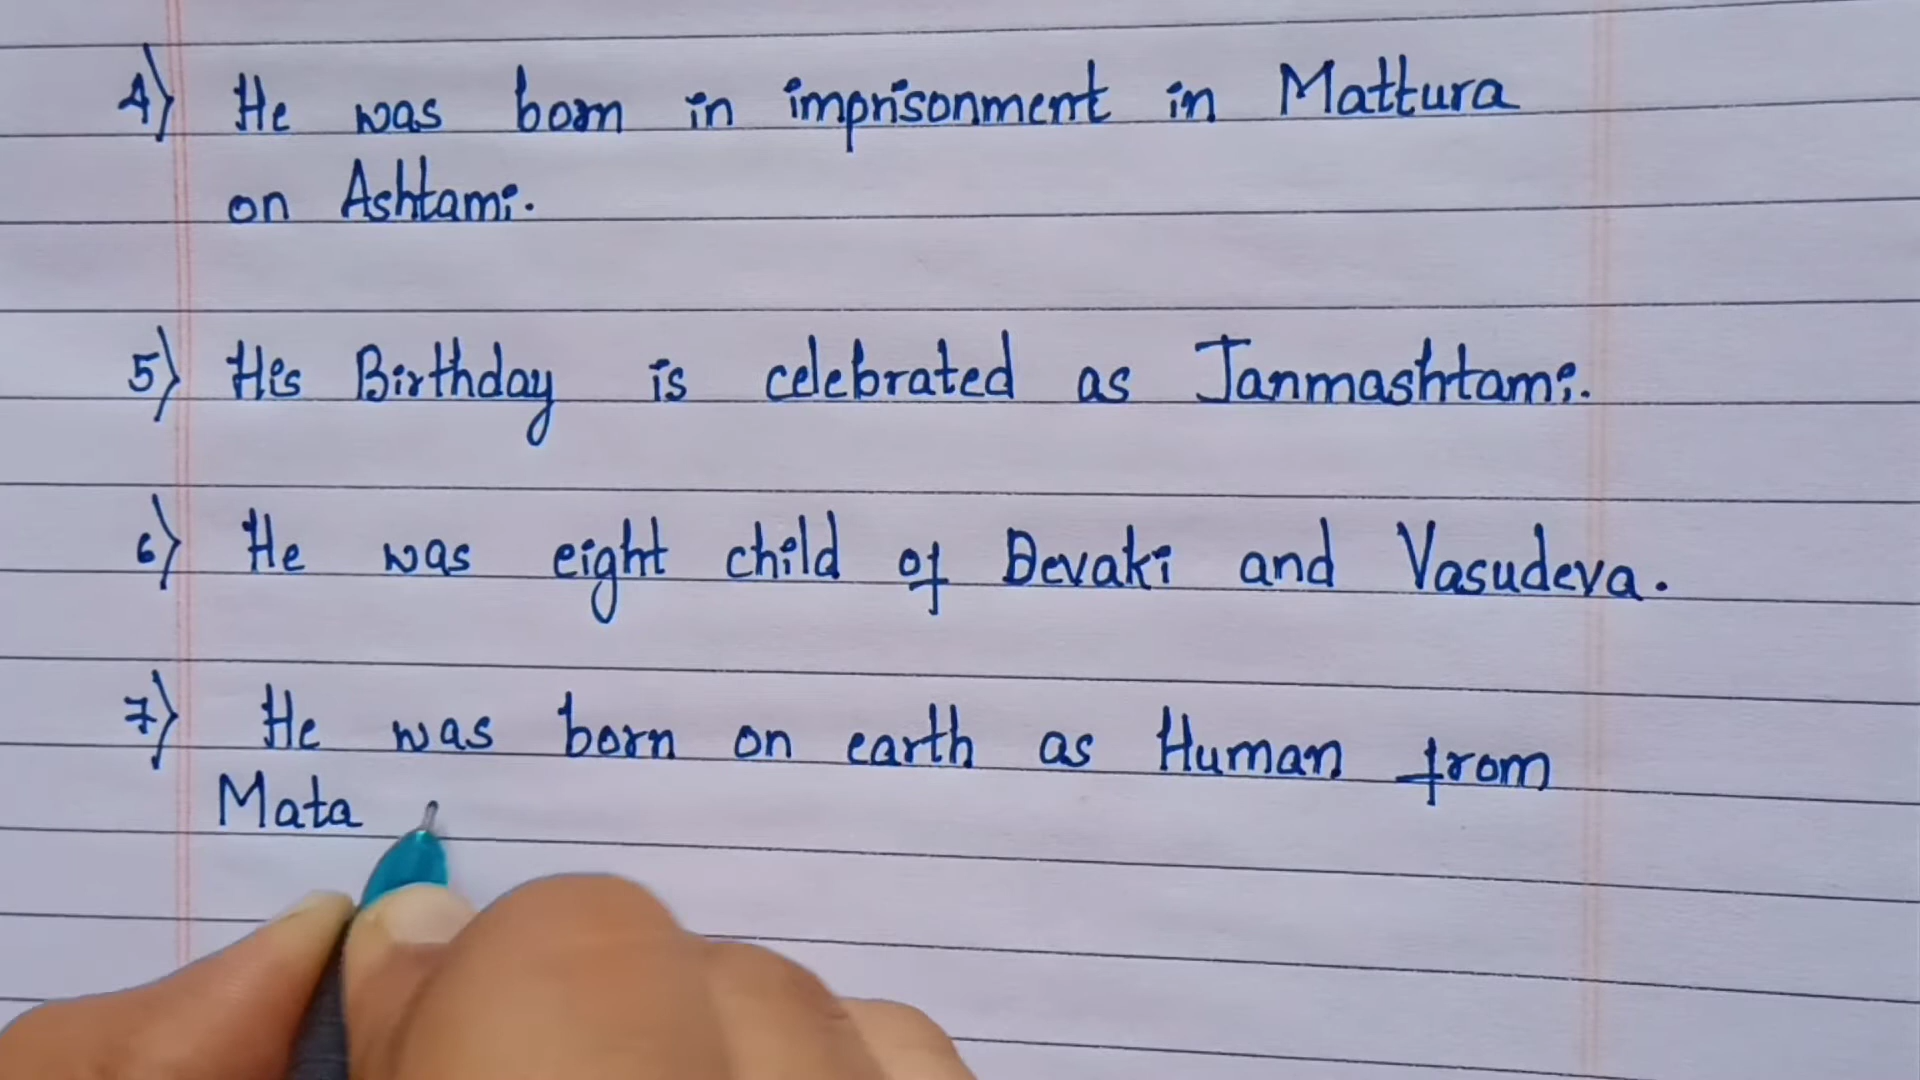 4) He was born in imprisonment in Mattura
on Ashtami.
5) His Birthday is celebrated as Janmashtami.
6) He was eight child of Devaki and Vasudeva.
7) He was born on earth as Human from
Mata